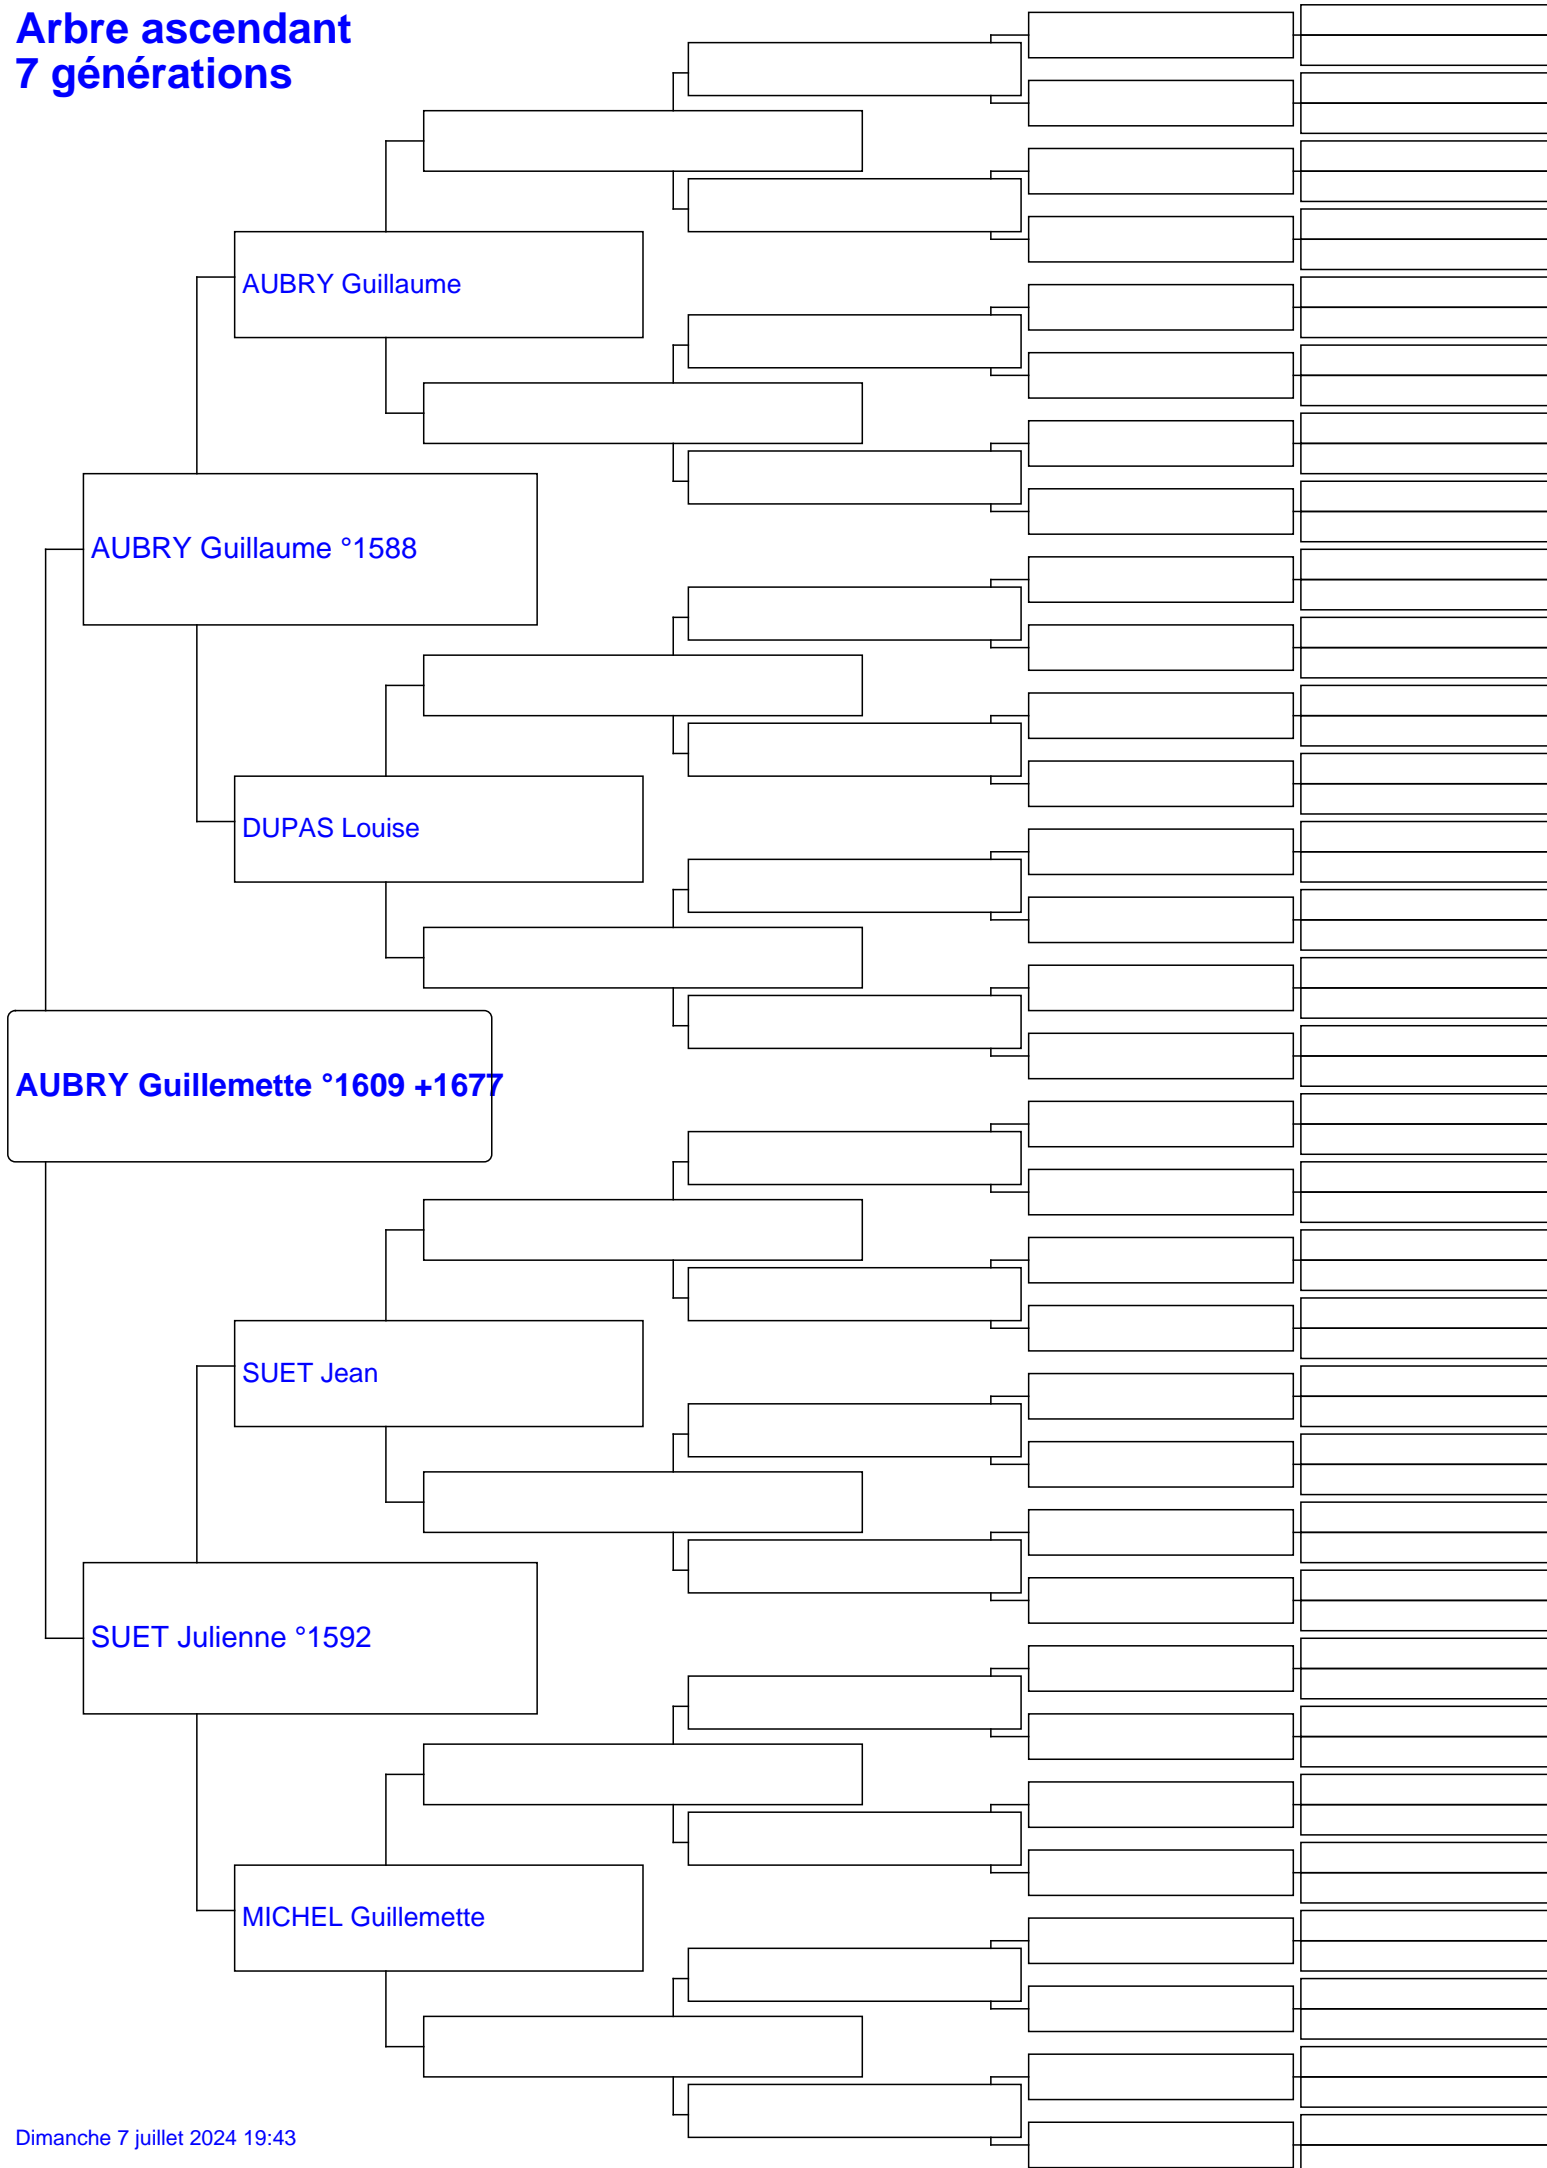 Arbre ascendant
7 générations
AUBRY Guillaume
AUBRY Guillaume °1588
DUPAS Louise
AUBRY Guillemette °1609 +1677
SUET Jean
SUET Julienne °1592
MICHEL Guillemette
Dimanche 7 juillet 2024 19:43